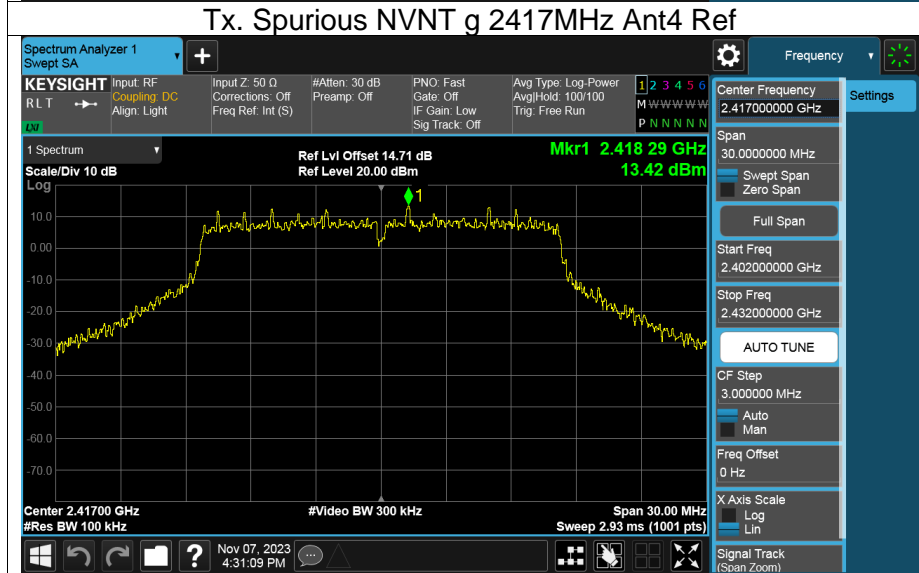 Tx. Spurious NVNT g 2417MHz Ant4 Ref
Spectrum Analyzer 1
Swept SA
+
Frequency
KEYSIGHT
RLT
LXI
Input: RF
Coupling: DC
Align: Light
Input Z: 50 Ω
Corrections: Off
Freq Ref: Int (S)
#Atten: 30 dB
Preamp: Off
PNO: Fast
Gate: Off
IF Gain: Low
Sig Track: Off
Avg Type: Log-Power
Avg|Hold: 100/100
Trig: Free Run
1 2 3 4 5 6
M W W W W W
P N N N N N
1 Spectrum
Scale/Div 10 dB
Log
Ref Lvl Offset 14.71 dB
Ref Level 20.00 dBm
Mkr1 2.418 29 GHz
13.42 dBm
1
10.0
0.00
-10.0
-20.0
-30.0
-40.0
-50.0
-60.0
-70.0
Center 2.41700 GHz
#Res BW 100 kHz
#Video BW 300 kHz
Span 30.00 MHz
Sweep 2.93 ms (1001 pts)
Center Frequency
2.417000000 GHz
Span
30.0000000 MHz
Swept Span
Zero Span
Full Span
Start Freq
2.402000000 GHz
Stop Freq
2.432000000 GHz
AUTO TUNE
CF Step
3.000000 MHz
Auto
Man
Freq Offset
0 Hz
X Axis Scale
Log
Lin
Signal Track
(Span Zoom)
Settings
?
Nov 07, 2023
4:31:09 PM